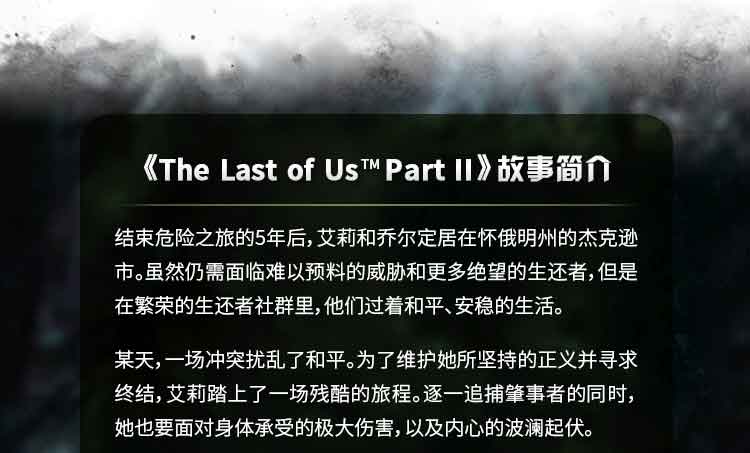 《The Last of Us™ Part II》故事简介
结束危险之旅的5年后，艾莉和乔尔定居在怀俄明州的杰克逊
市。虽然仍需面临难以预料的威胁和更多绝望的生还者，但是
在繁荣的生还者社群里，他们过着和平、安稳的生活。
某天，一场冲突扰乱了和平。为了维护她所坚持的正义并寻求
终结，艾莉踏上了一场残酷的旅程。逐一追捕肇事者的同时，
她也要面对身体承受的极大伤害，以及内心的波澜起伏。